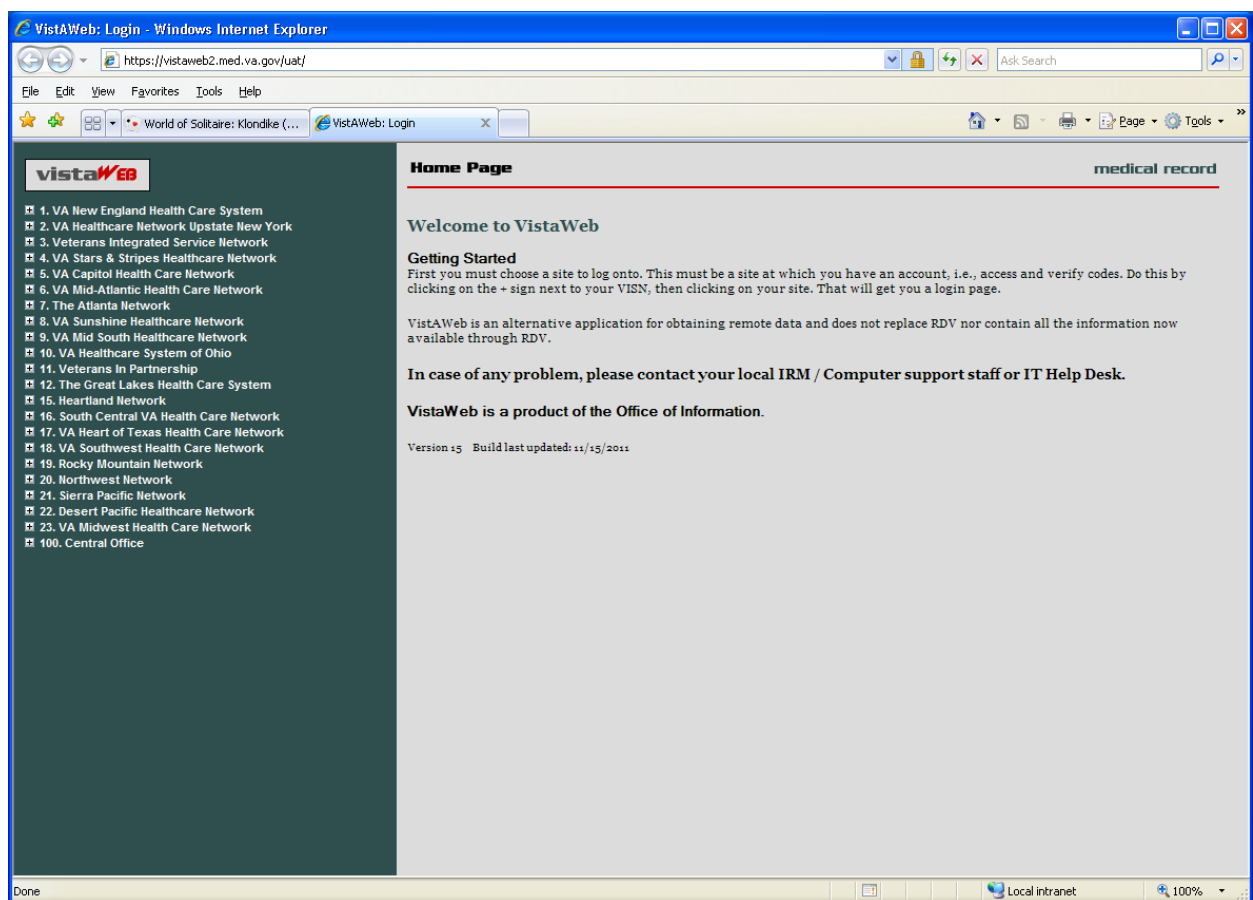 VistAWeb: Login - Windows Internet Explorer
https://vistaweb2.med.va.gov/uat/
Ask Search
File Edit View Favorites Tools Help
World of Solitaire: Klondike (...
VistAWeb: Login
Page
Tools
vistaWEB
1. VA New England Health Care System
2. VA Healthcare Network Upstate New York
3. Veterans Integrated Service Network
4. VA Stars & Stripes Healthcare Network
5. VA Capitol Health Care Network
6. VA Mid-Atlantic Health Care Network
7. The Atlanta Network
8. VA Sunshine Healthcare Network
9. VA Mid South Healthcare Network
10. VA Healthcare System of Ohio
11. Veterans In Partnership
12. The Great Lakes Health Care System
15. Heartland Network
16. South Central VA Health Care Network
17. VA Heart of Texas Health Care Network
18. VA Southwest Health Care Network
19. Rocky Mountain Network
20. Northwest Network
21. Sierra Pacific Network
22. Desert Pacific Healthcare Network
23. VA Midwest Health Care Network
100. Central Office
Home Page
medical record
Welcome to VistaWeb
Getting Started
First you must choose a site to log onto. This must be a site at which you have an account, i.e., access and verify codes. Do this by
clicking on the + sign next to your VISN, then clicking on your site. That will get you a login page.
VistAWeb is an alternative application for obtaining remote data and does not replace RDV nor contain all the information now
available through RDV.
In case of any problem, please contact your local IRM / Computer support staff or IT Help Desk.
VistaWeb is a product of the Office of Information.
Version 15 Build last updated: 11/15/2011
Done
Local intranet
100%